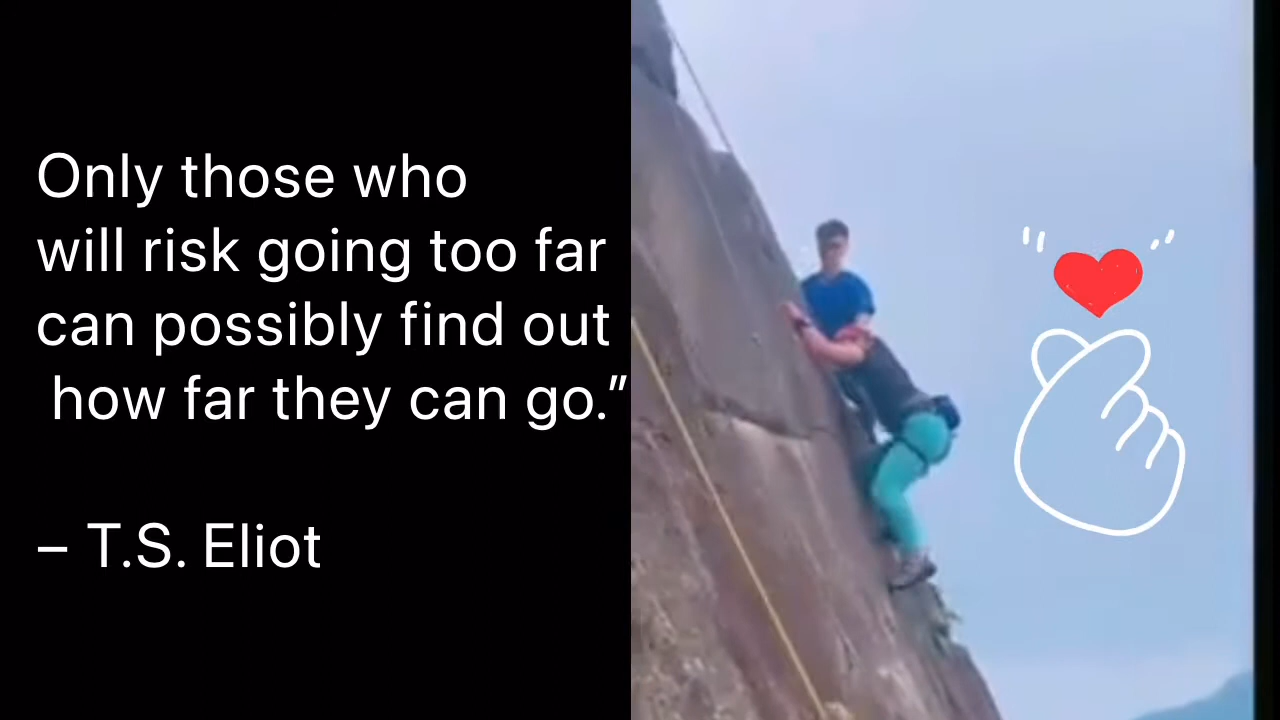 Only those who
will risk going too far
can possibly find out
how far they can go.”
– T.S. Eliot